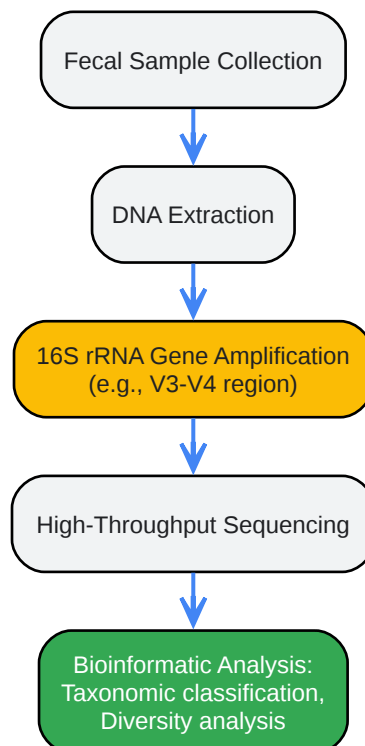 Fecal Sample Collection
DNA Extraction
16S rRNA Gene Amplification
(e.g., V3-V4 region)
High-Throughput Sequencing
Bioinformatic Analysis:
Taxonomic classification,
Diversity analysis